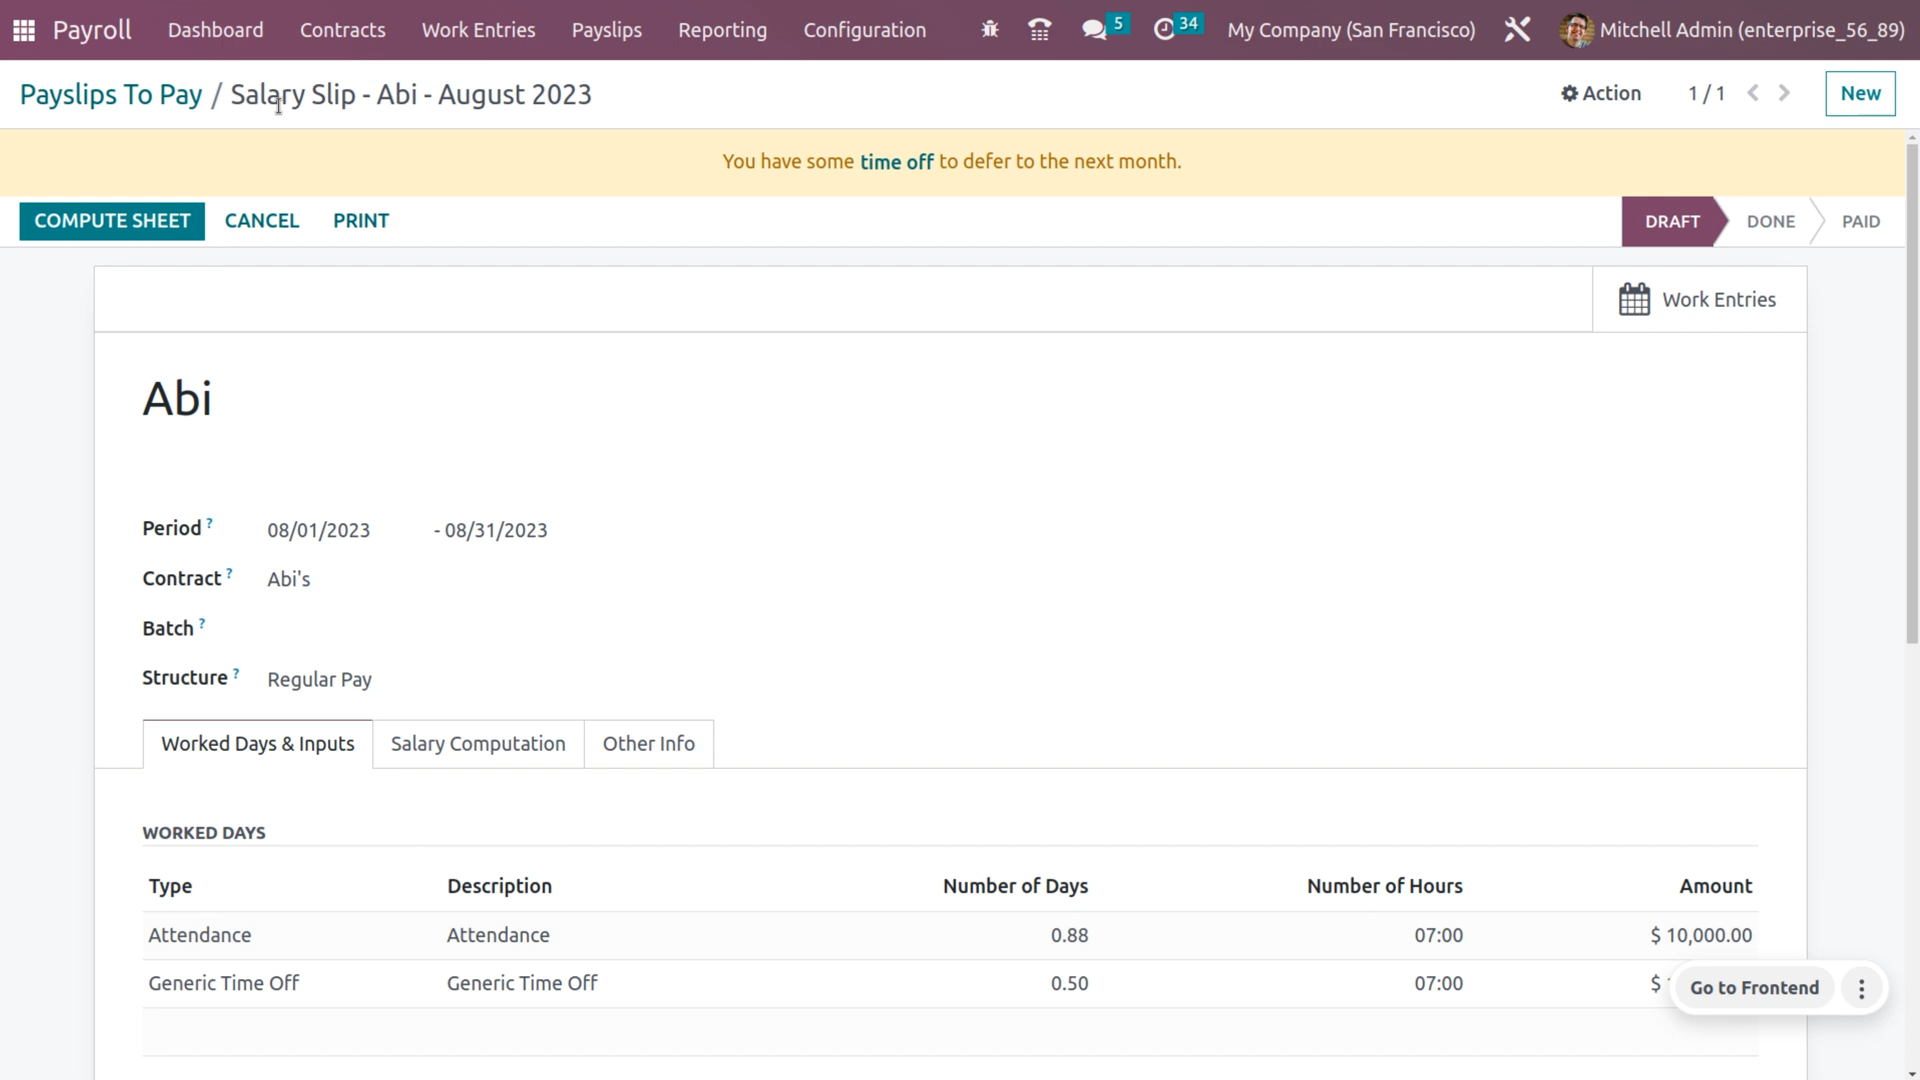 Payroll Dashboard Contracts Work Entries Payslips Reporting Configuration 5 34 My Company (San Francisco) Mitchell Admin (enterprise_56_89)
Payslips To Pay / Salary Slip - Abi - August 2023 Action 1 / 1 New
You have some time off to defer to the next month.
COMPUTE SHEET CANCEL PRINT DRAFT DONE PAID
Work Entries
Abi
Period ? 08/01/2023 - 08/31/2023
Contract ? Abi's
Batch ?
Structure ? Regular Pay
Worked Days & Inputs Salary Computation Other Info
WORKED DAYS
Type Description Number of Days Number of Hours Amount
Attendance Attendance 0.88 07:00 $ 10,000.00
Generic Time Off Generic Time Off 0.50 07:00 $
Go to Frontend